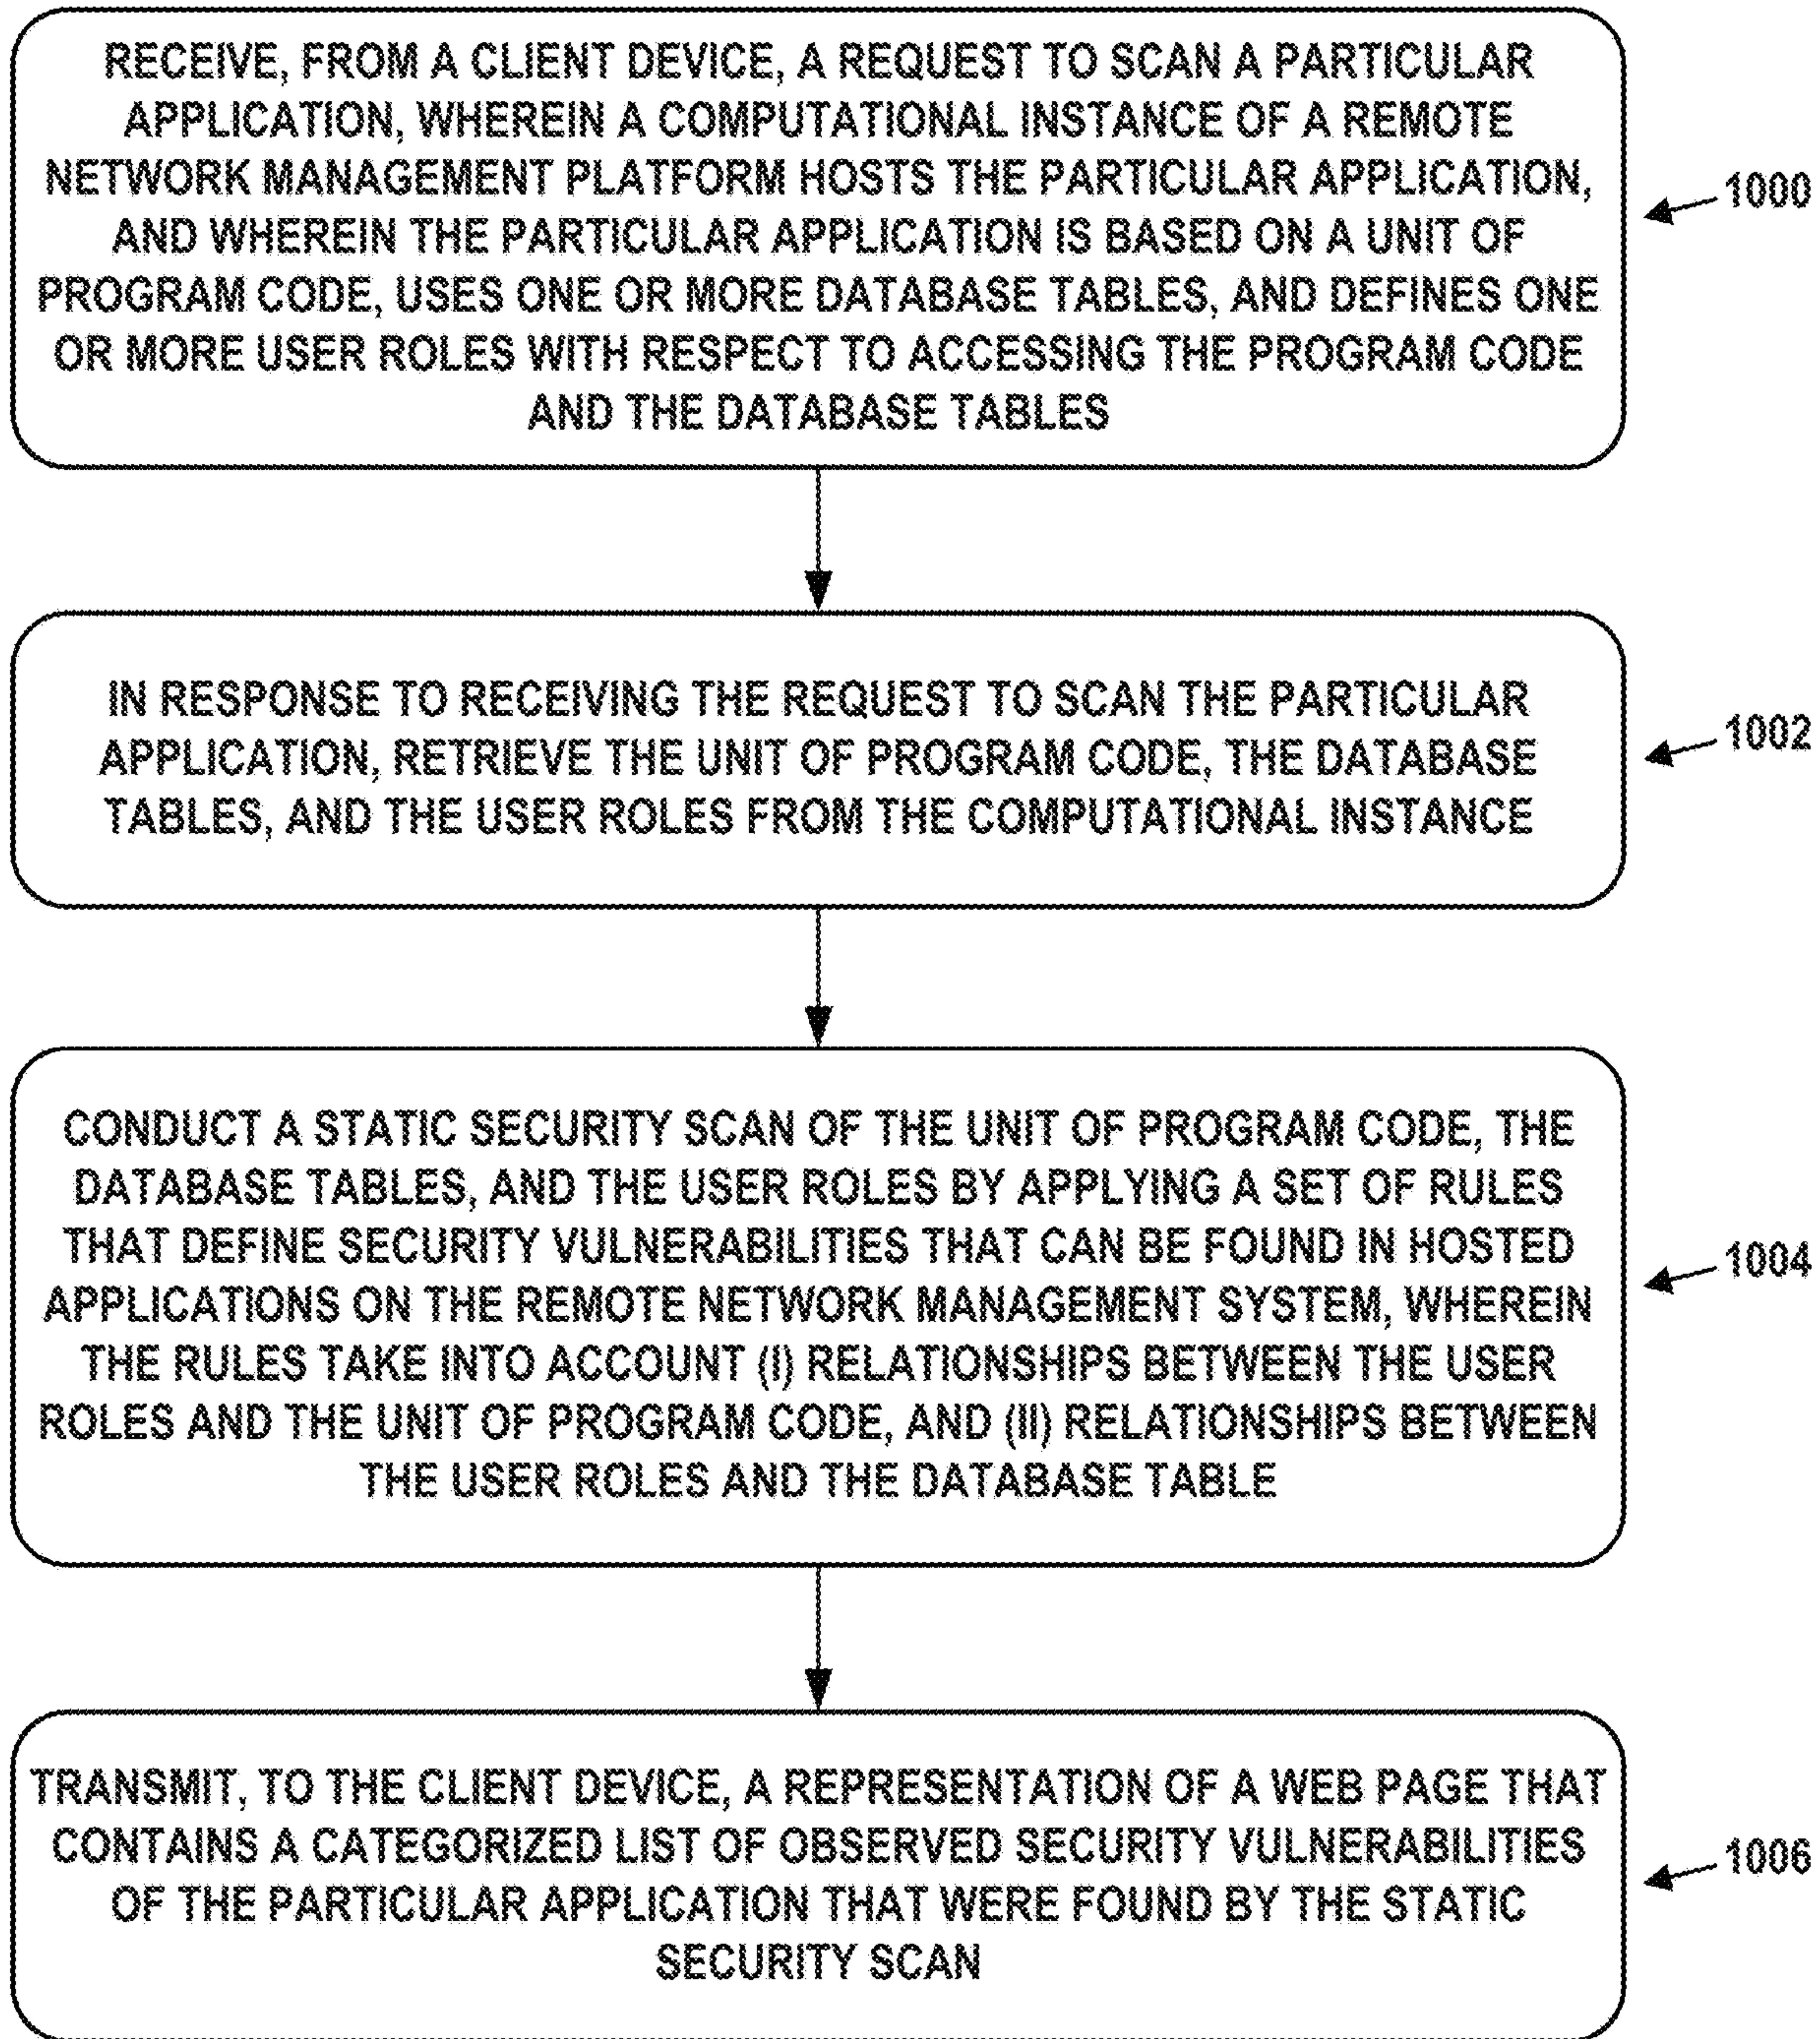 RECEIVE, FROM A CLIENT DEVICE, A REQUEST TO SCAN A PARTICULAR
APPLICATION, WHEREIN A COMPUTATIONAL INSTANCE OF A REMOTE
NETWORK MANAGEMENT PLATFORM HOSTS THE PARTICULAR APPLICATION,
AND WHEREIN THE PARTICULAR APPLICATION IS BASED ON A UNIT OF
PROGRAM CODE, USES ONE OR MORE DATABASE TABLES, AND DEFINES ONE
OR MORE USER ROLES WITH RESPECT TO ACCESSING THE PROGRAM CODE
AND THE DATABASE TABLES
1000
IN RESPONSE TO RECEIVING THE REQUEST TO SCAN THE PARTICULAR
APPLICATION, RETRIEVE THE UNIT OF PROGRAM CODE, THE DATABASE
TABLES, AND THE USER ROLES FROM THE COMPUTATIONAL INSTANCE
1002
CONDUCT A STATIC SECURITY SCAN OF THE UNIT OF PROGRAM CODE, THE
DATABASE TABLES, AND THE USER ROLES BY APPLYING A SET OF RULES
THAT DEFINE SECURITY VULNERABILITIES THAT CAN BE FOUND IN HOSTED
APPLICATIONS ON THE REMOTE NETWORK MANAGEMENT SYSTEM, WHEREIN
THE RULES TAKE INTO ACCOUNT (I) RELATIONSHIPS BETWEEN THE USER
ROLES AND THE UNIT OF PROGRAM CODE, AND (II) RELATIONSHIPS BETWEEN
THE USER ROLES AND THE DATABASE TABLE
1004
TRANSMIT, TO THE CLIENT DEVICE, A REPRESENTATION OF A WEB PAGE THAT
CONTAINS A CATEGORIZED LIST OF OBSERVED SECURITY VULNERABILITIES
OF THE PARTICULAR APPLICATION THAT WERE FOUND BY THE STATIC
SECURITY SCAN
1006